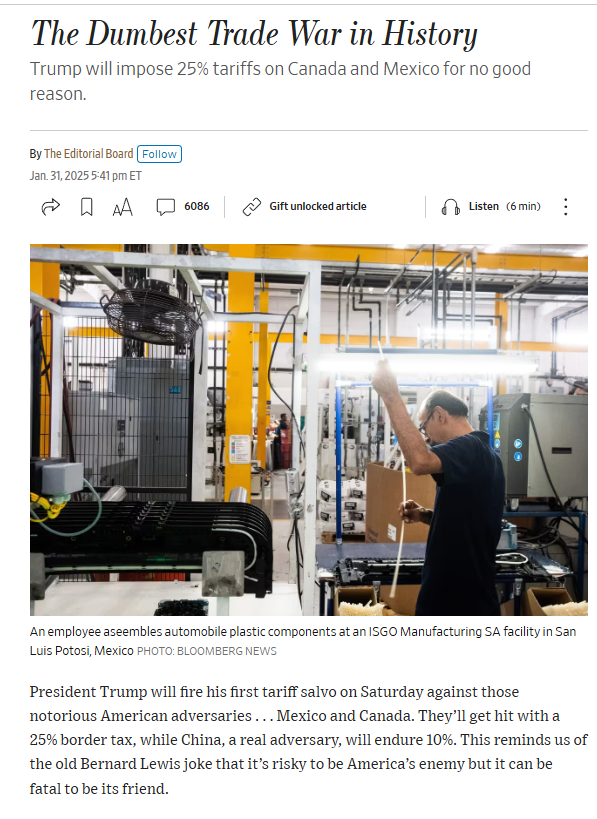 The Dumbest Trade War in History
Trump will impose 25% tariffs on Canada and Mexico for no good
reason.
By The Editorial Board Follow
Jan. 31, 2025 5:41 pm ET
AA 6086 Gift unlocked article Listen (6 min)
An employee aseembles automobile plastic components at an ISGO Manufacturing SA facility in San
Luis Potosi, Mexico PHOTO: BLOOMBERG NEWS
President Trump will fire his first tariff salvo on Saturday against those
notorious American adversaries . . . Mexico and Canada. They’ll get hit with a
25% border tax, while China, a real adversary, will endure 10%. This reminds us of
the old Bernard Lewis joke that it’s risky to be America’s enemy but it can be
fatal to be its friend.